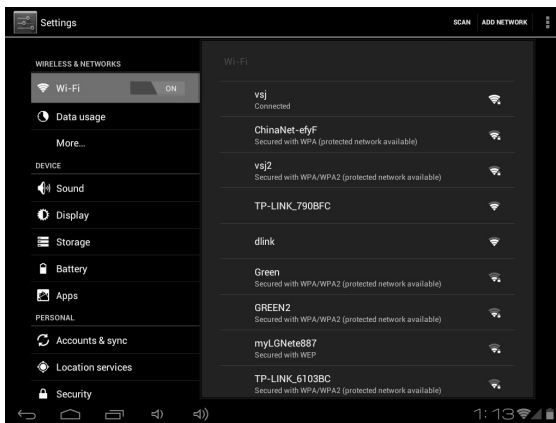 Settings
SCAN ADD NETWORK
WIRELESS & NETWORKS
Wi-Fi ON
Data usage
More...
DEVICE
Sound
Display
Storage
Battery
Apps
PERSONAL
Accounts & sync
Location services
Security
Wi-Fi
vsj
Connected
ChinaNet-efyF
Secured with WPA (protected network available)
vsj2
Secured with WPA/WPA2 (protected network available)
TP-LINK_790BFC
dlink
Green
Secured with WPA/WPA2 (protected network available)
GREEN2
Secured with WPA/WPA2 (protected network available)
myLGNete887
Secured with WEP
TP-LINK_6103BC
Secured with WPA/WPA2 (protected network available)
1:13